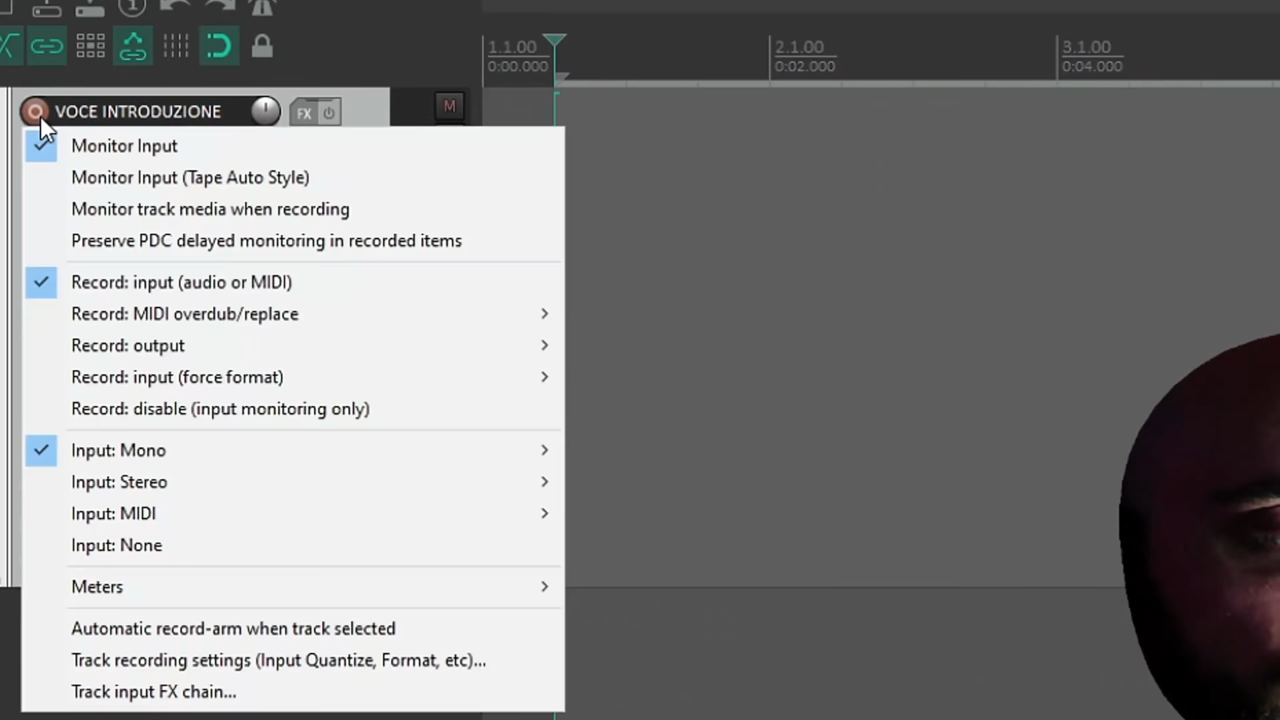 1.1.00 2.1.00 3.1.00
0:00.000 0:02.000 0:04.000
VOCE INTRODUZIONE FX M
Monitor Input
Monitor Input (Tape Auto Style)
Monitor track media when recording
Preserve PDC delayed monitoring in recorded items
Record: input (audio or MIDI)
Record: MIDI overdub/replace
Record: output
Record: input (force format)
Record: disable (input monitoring only)
Input: Mono
Input: Stereo
Input: MIDI
Input: None
Meters
Automatic record-arm when track selected
Track recording settings (Input Quantize, Format, etc)...
Track input FX chain...